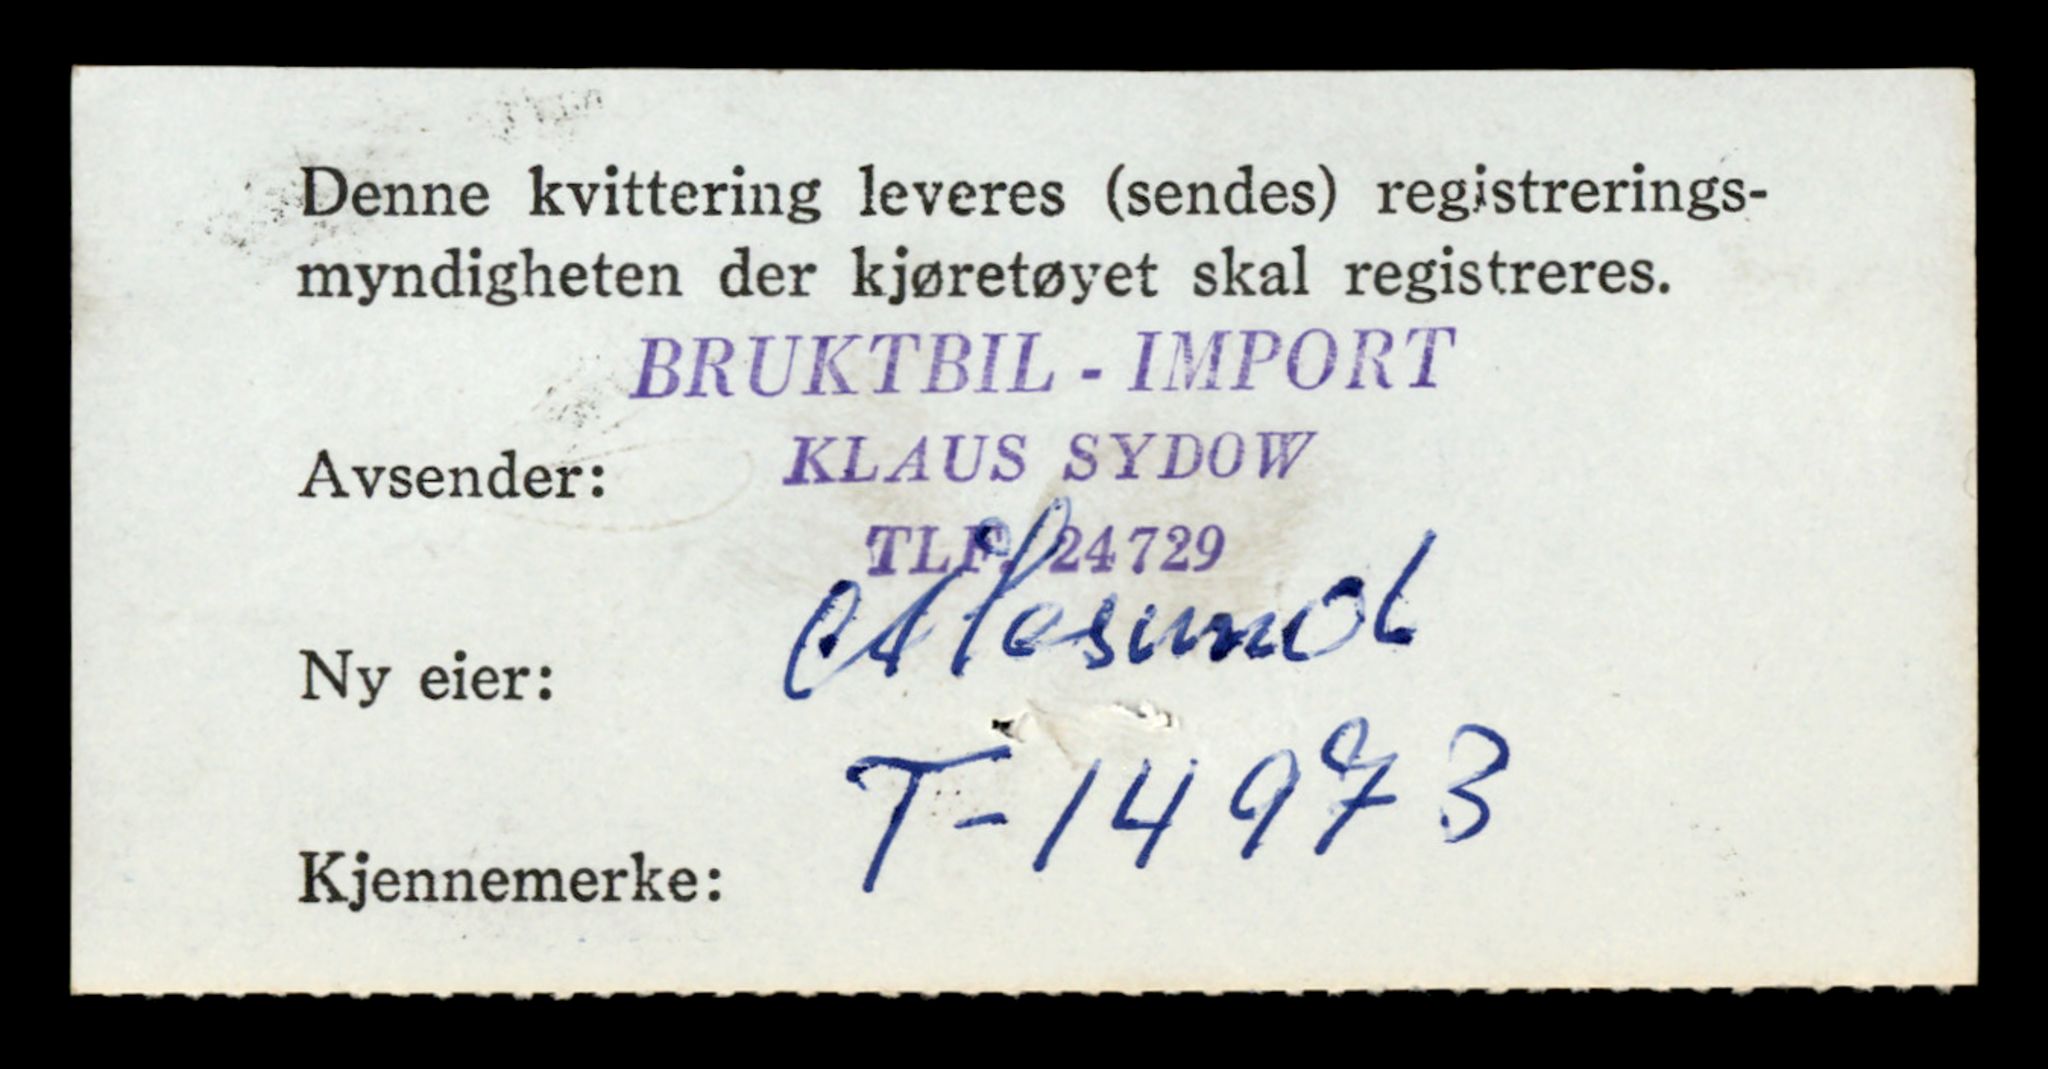 Denne kvittering leveres (sendes) registrerings-
myndigheten der kjøretøyet skal registreres.
BRUKTBIL - IMPORT
Avsender: KLAUS SYDOW
TLF. 24729
Ålesund
Ny eier:
T-14973
Kjennemerke: